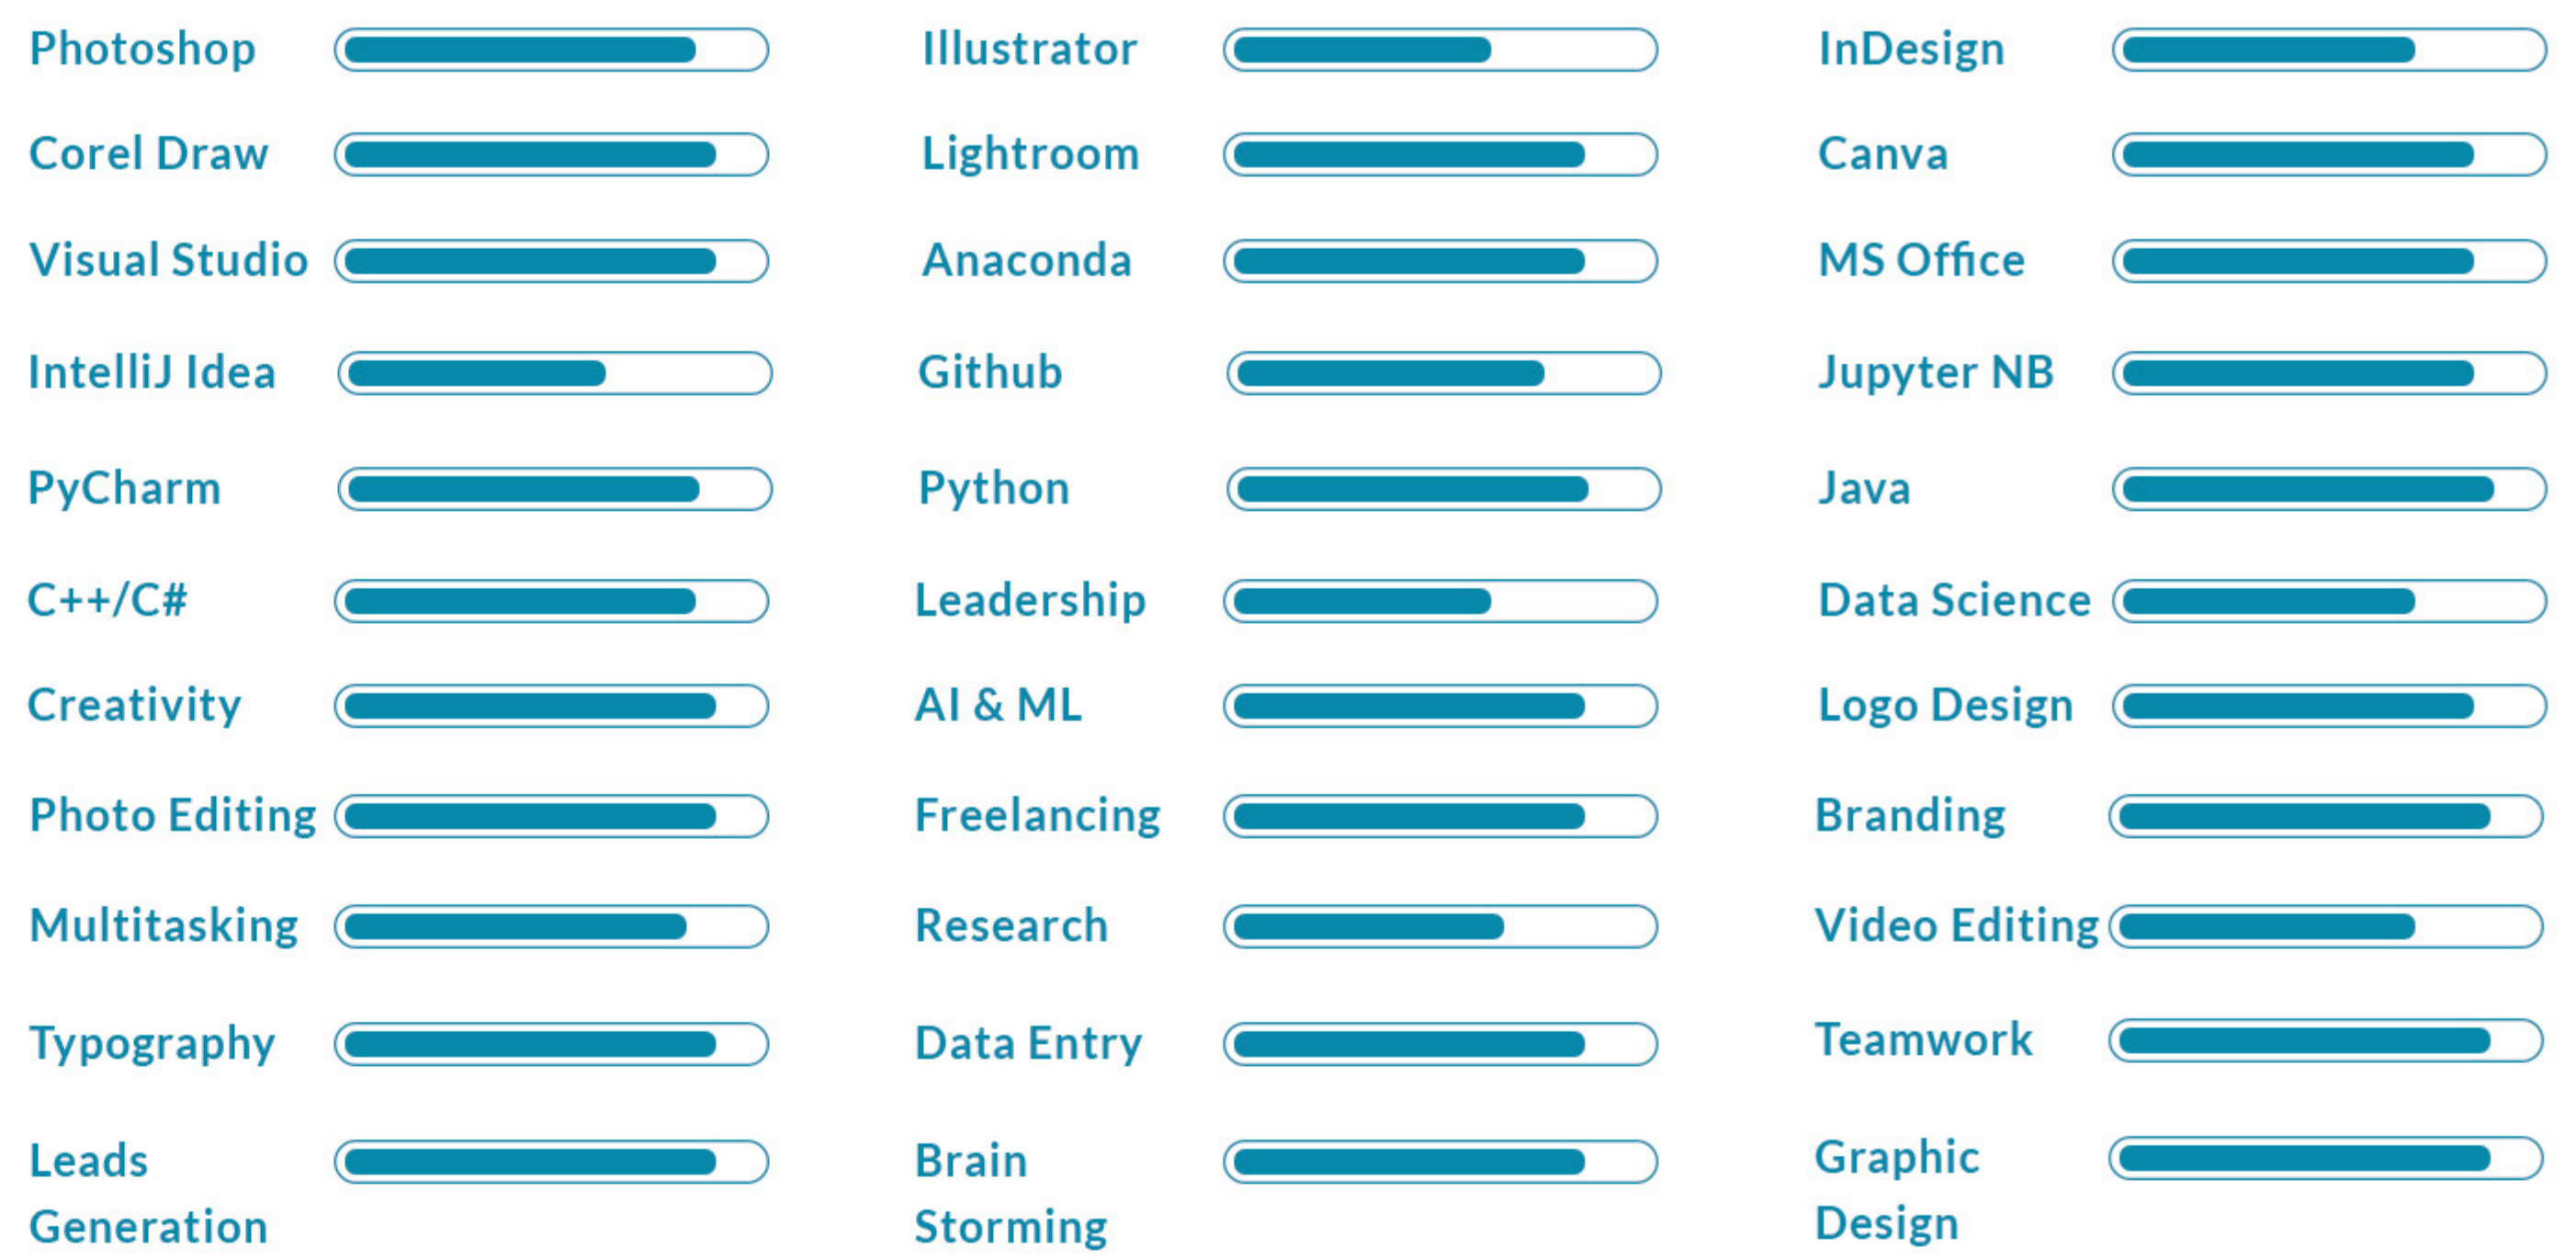 Photoshop
Illustrator
InDesign
Corel Draw
Lightroom
Canva
Visual Studio
Anaconda
MS Office
IntelliJ Idea
Github
Jupyter NB
PyCharm
Python
Java
C++/C#
Leadership
Data Science
Creativity
AI & ML
Logo Design
Photo Editing
Freelancing
Branding
Multitasking
Research
Video Editing
Typography
Data Entry
Teamwork
Leads
Generation
Brain
Storming
Graphic
Design